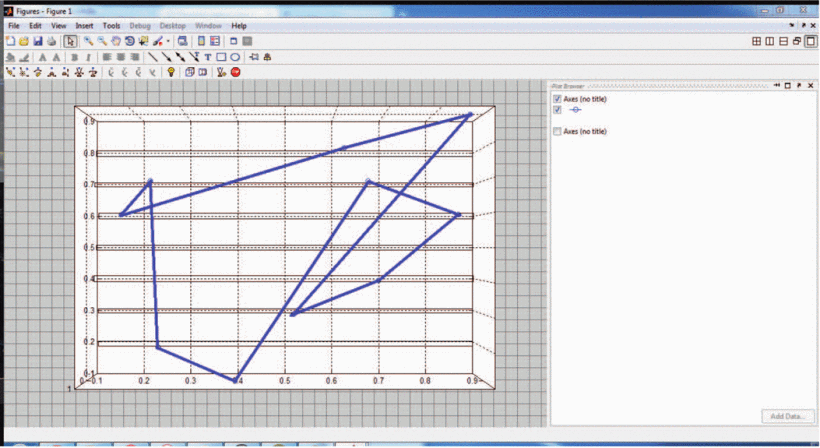 Figures - Figure 1
File Edit View Insert Tools Debug Desktop Window Help
Plot Browser
Axes (no title)
Axes (no title)
0.9
0.8
0.7
0.6
0.5
0.4
0.3
0.2
0.1
0 0.1 0.2 0.3 0.4 0.5 0.6 0.7 0.8 0.9
1
Add Data...